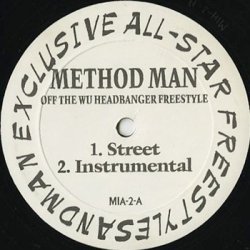 EXCLUSIVE ALL-STAR FREESTYLE
SANDMAN
METHOD MAN
OFF THE WU HEADBANGER FREESTYLE
1. Street
2. Instrumental
MIA-2-A